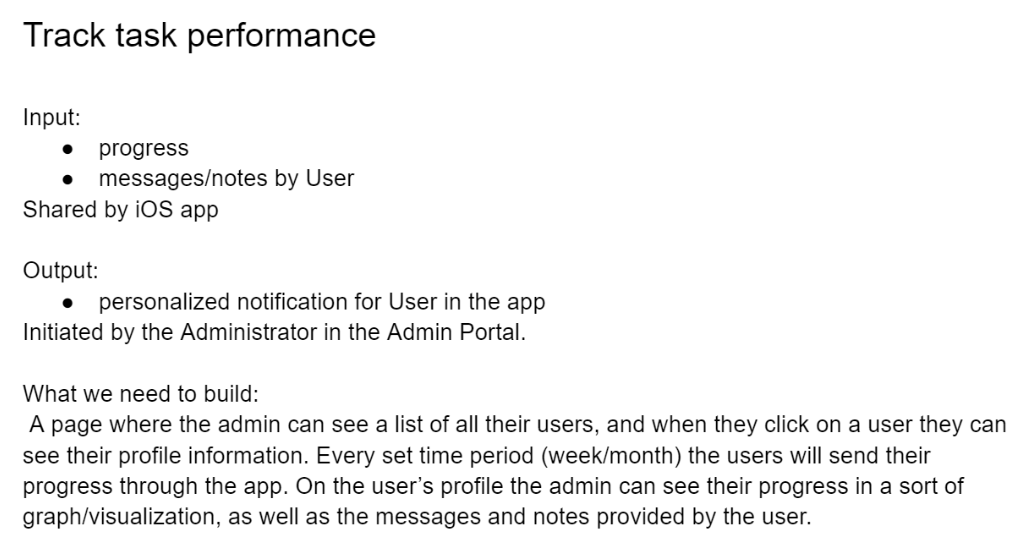 Track task performance
Input:
● progress
● messages/notes by User
Shared by iOS app
Output:
● personalized notification for User in the app
Initiated by the Administrator in the Admin Portal.
What we need to build:
A page where the admin can see a list of all their users, and when they click on a user they can
see their profile information. Every set time period (week/month) the users will send their
progress through the app. On the user’s profile the admin can see their progress in a sort of
graph/visualization, as well as the messages and notes provided by the user.